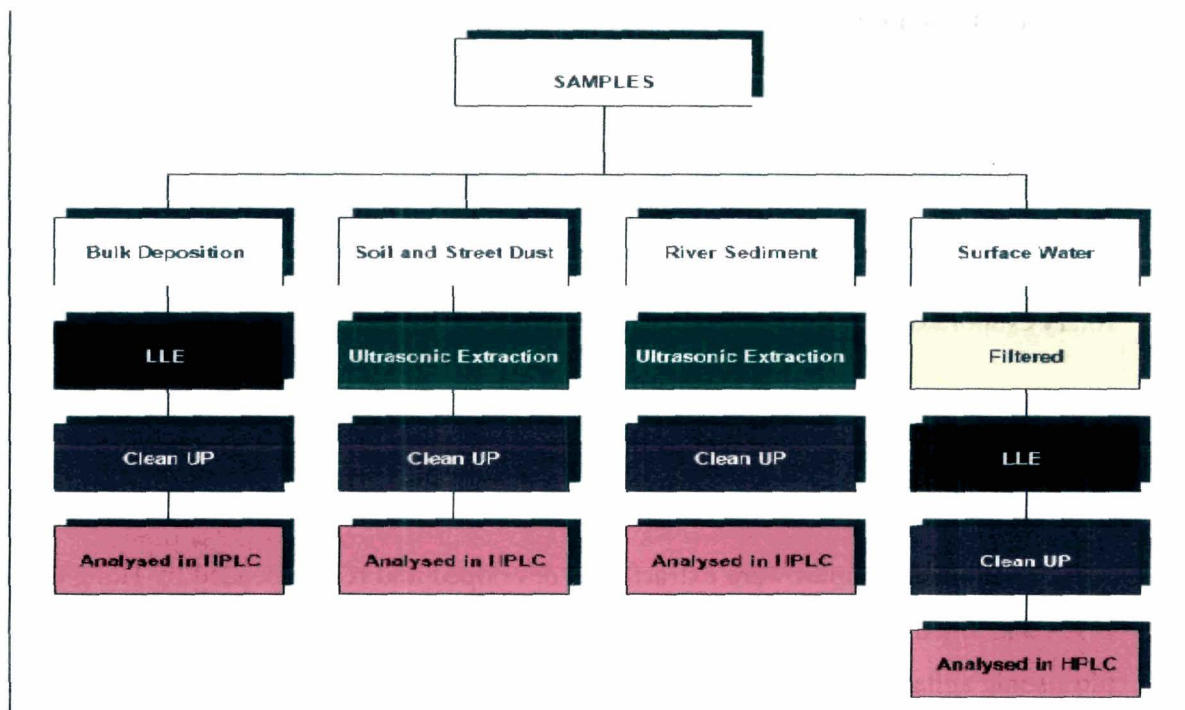 SAMPLES
Bulk Deposition
Soil and Street Dust
River Sediment
Surface Water
LLE
Ultrasonic Extraction
Ultrasonic Extraction
Filtered
Clean UP
Clean UP
Clean UP
LLE
Analysed in HPLC
Analysed in HPLC
Analysed in HPLC
Clean UP
Analysed in HPLC